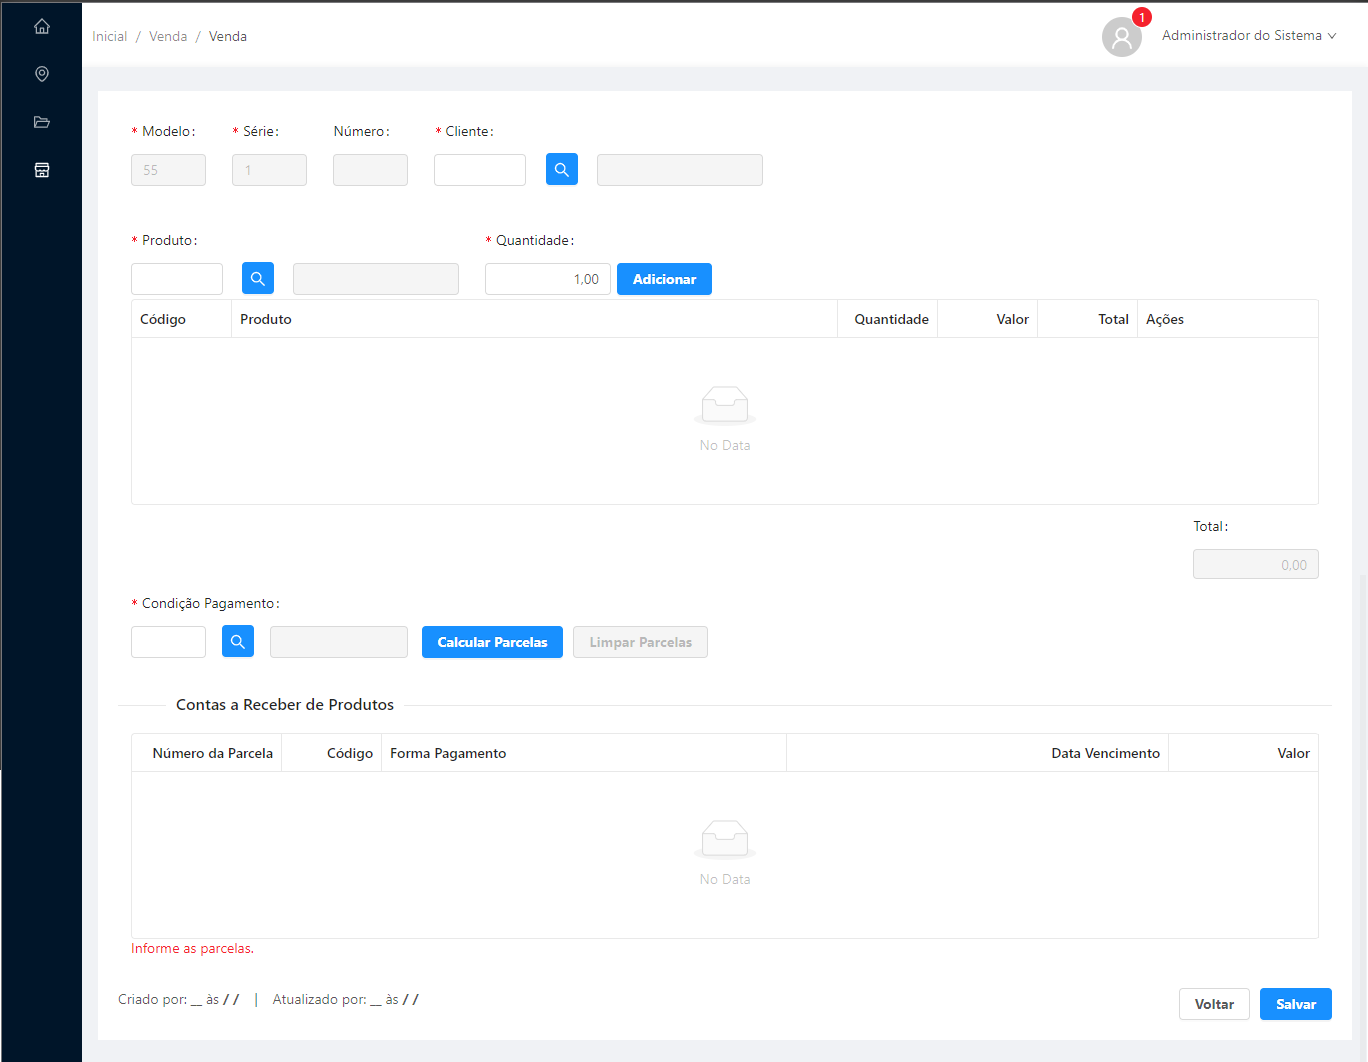 Inicial / Venda / Venda
1
Administrador do Sistema
* Modelo: * Série: Número: * Cliente:
55 1
* Produto: * Quantidade:
1,00 Adicionar
Código Produto Quantidade Valor Total Ações
No Data
Total:
0,00
* Condição Pagamento:
Calcular Parcelas Limpar Parcelas
Contas a Receber de Produtos
Número da Parcela Código Forma Pagamento Data Vencimento Valor
No Data
Informe as parcelas.
Criado por: __ às / / | Atualizado por: __ às / /
Voltar Salvar